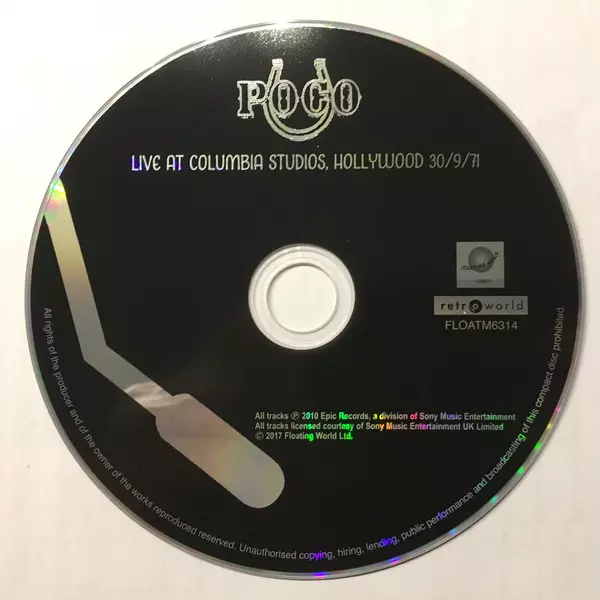 POCO
LIVE AT COLUMBIA STUDIOS, HOLLYWOOD 30/9/71
retroworld
FLOATM6314
All tracks ℗ 2010 Epic Records, a division of Sony Music Entertainment
All tracks licensed courtesy of Sony Music Entertainment UK Limited
© 2017 Floating World Ltd.
All rights of the producer and of the owner of the works reproduced reserved. Unauthorised copying, hiring, lending, public performance and broadcasting of this compact disc prohibited.